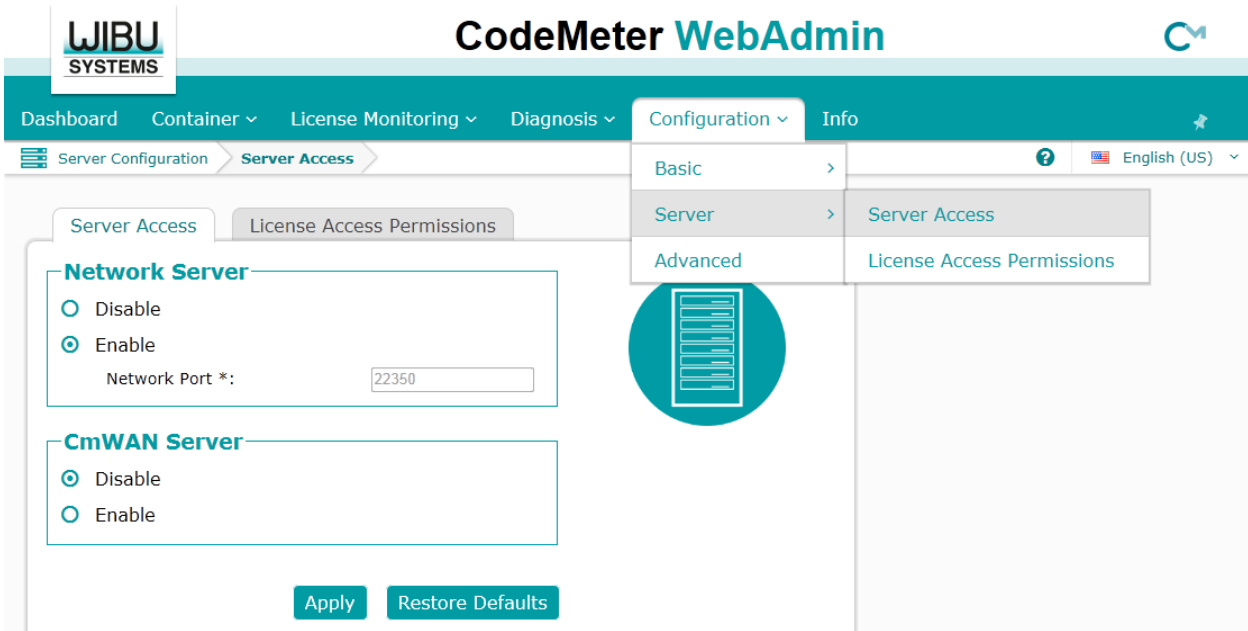 WIBU
SYSTEMS
CodeMeter WebAdmin
CM
Dashboard Container License Monitoring Diagnosis Configuration Info
Server Configuration Server Access English (US)
Basic
Server Server Access
Advanced License Access Permissions
Server Access License Access Permissions
Network Server
Disable
Enable
Network Port *: 22350
CmWAN Server
Disable
Enable
Apply Restore Defaults